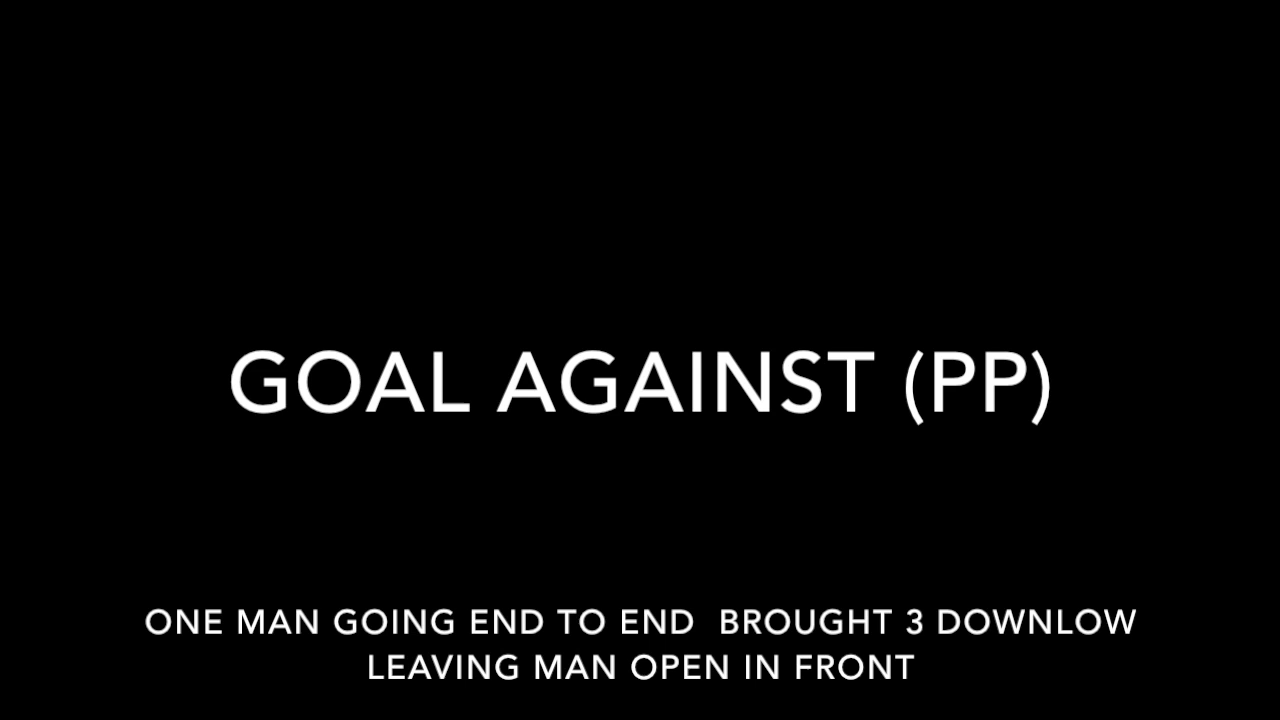 GOAL AGAINST (PP)
ONE MAN GOING END TO END  BROUGHT 3 DOWNLOW
LEAVING MAN OPEN IN FRONT